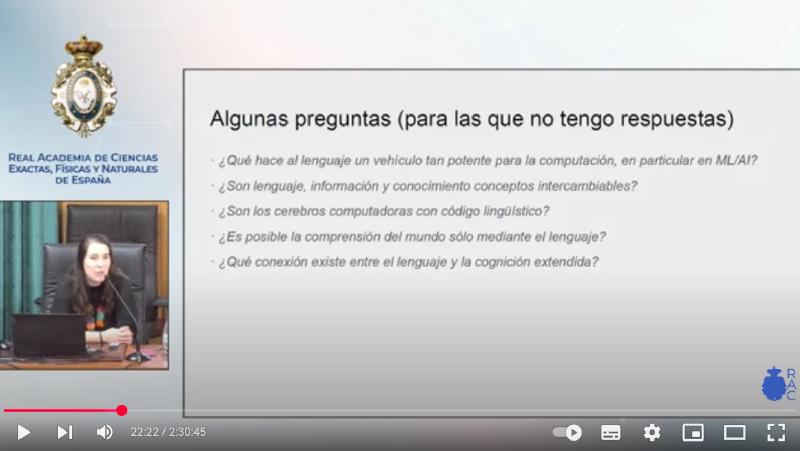 REAL ACADEMIA DE CIENCIAS
EXACTAS, FÍSICAS Y NATURALES
DE ESPAÑA
Algunas preguntas (para las que no tengo respuestas)
· ¿Qué hace al lenguaje un vehículo tan potente para la computación, en particular en ML/AI?
· ¿Son lenguaje, información y conocimiento conceptos intercambiables?
· ¿Son los cerebros computadoras con código lingüístico?
· ¿Es posible la comprensión del mundo sólo mediante el lenguaje?
· ¿Qué conexión existe entre el lenguaje y la cognición extendida?
RAC
22:22 / 2:30:45